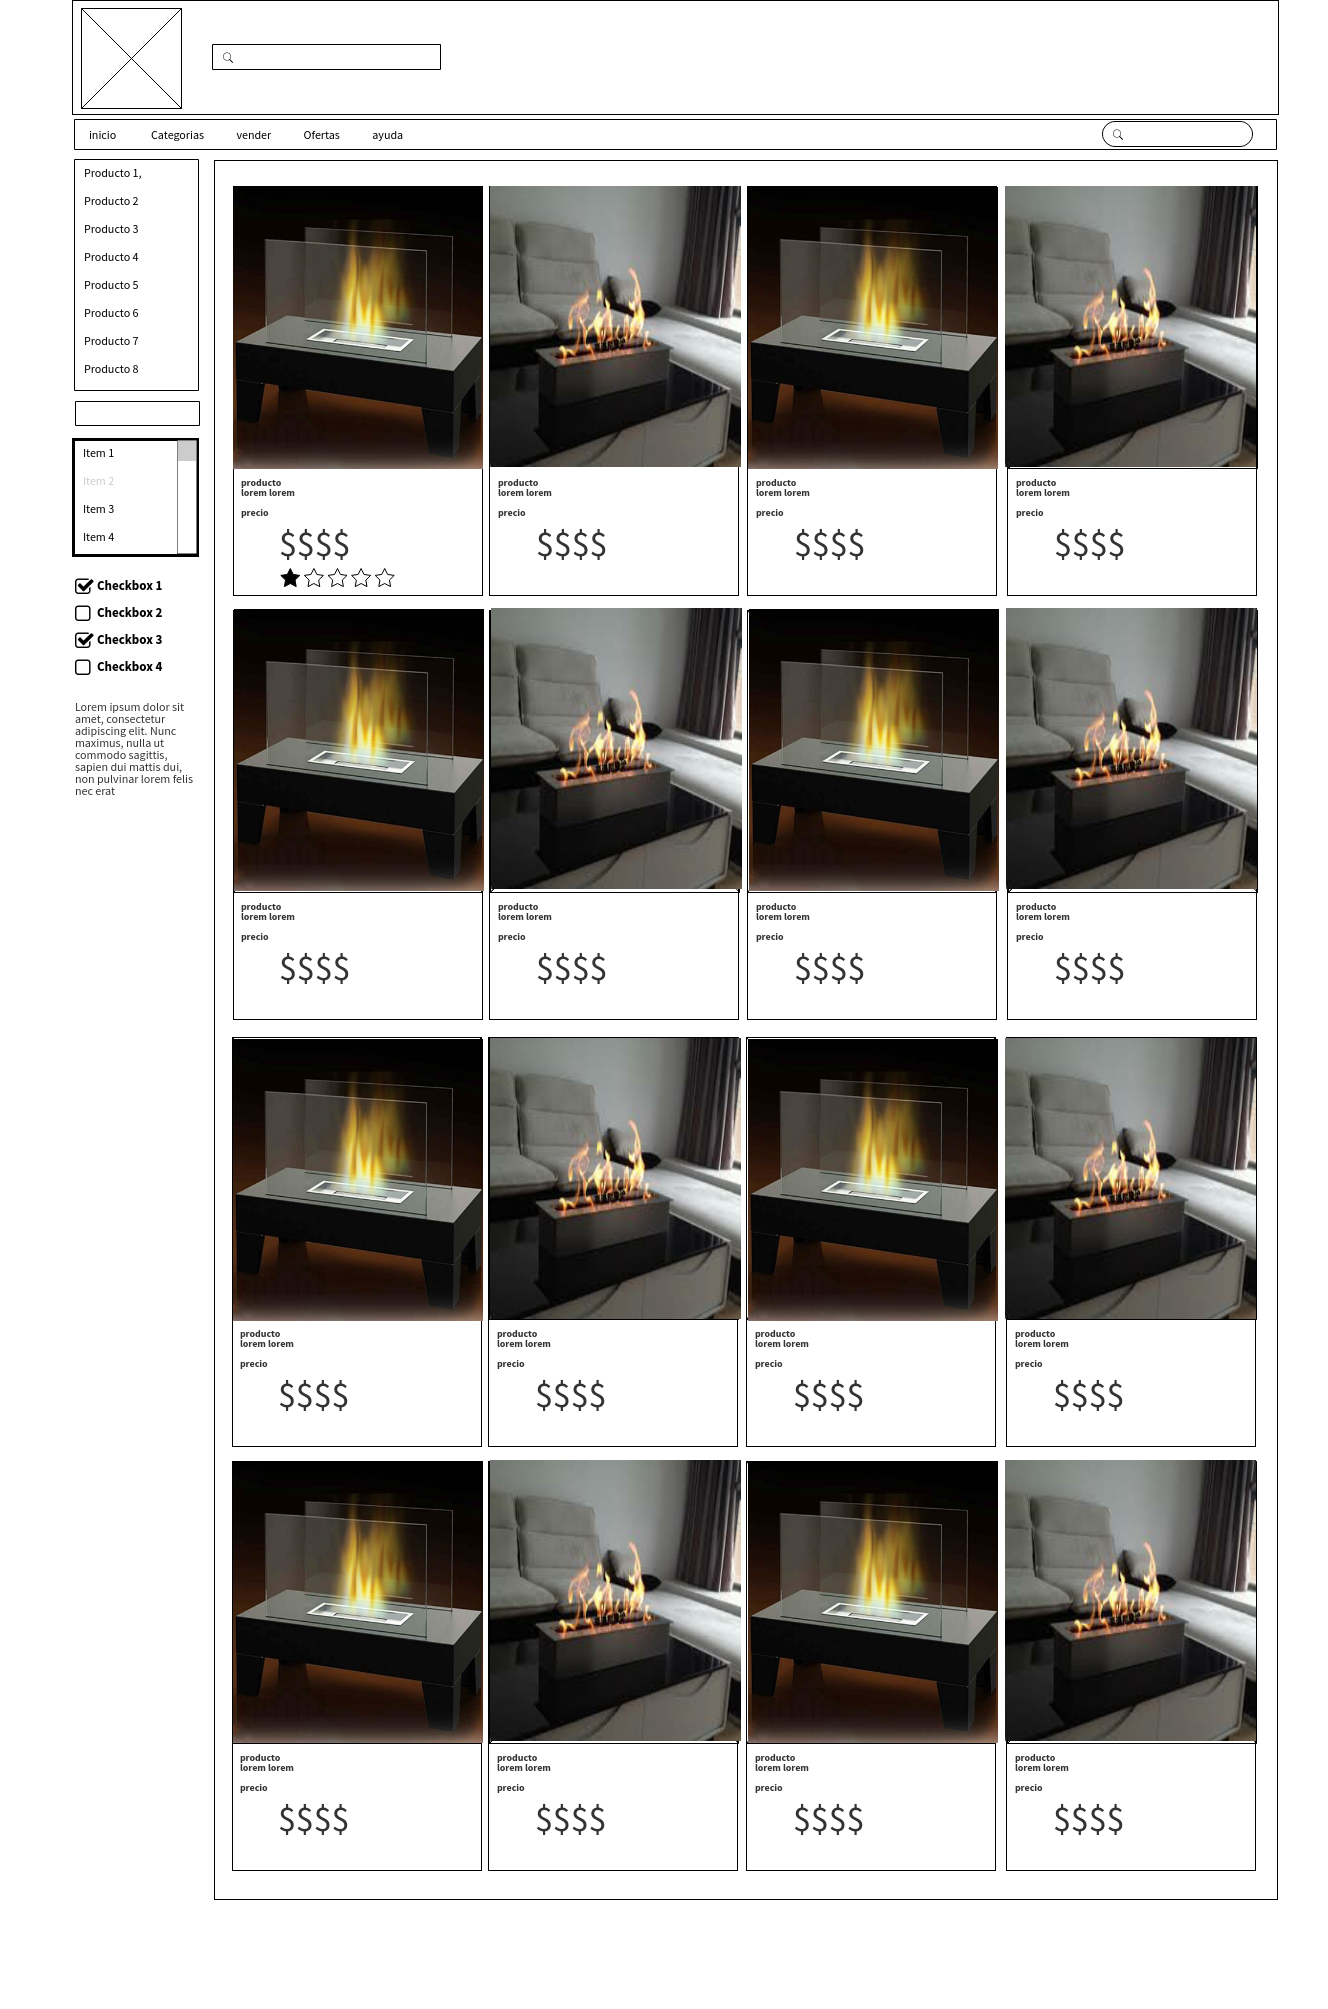 inicio Categorias vender Ofertas ayuda
Producto 1,
Producto 2
Producto 3
Producto 4
Producto 5
Producto 6
Producto 7
Producto 8
Item 1
Item 2
Item 3
Item 4
Checkbox 1
Checkbox 2
Checkbox 3
Checkbox 4
Lorem ipsum dolor sit
amet, consectetur
adipiscing elit. Nunc
maximus, nulla ut
commodo sagittis,
sapien dui mattis dui,
non pulvinar lorem felis
nec erat
producto
lorem lorem
precio
$$$$
producto
lorem lorem
precio
$$$$
producto
lorem lorem
precio
$$$$
producto
lorem lorem
precio
$$$$
producto
lorem lorem
precio
$$$$
producto
lorem lorem
precio
$$$$
producto
lorem lorem
precio
$$$$
producto
lorem lorem
precio
$$$$
producto
lorem lorem
precio
$$$$
producto
lorem lorem
precio
$$$$
producto
lorem lorem
precio
$$$$
producto
lorem lorem
precio
$$$$
producto
lorem lorem
precio
$$$$
producto
lorem lorem
precio
$$$$
producto
lorem lorem
precio
$$$$
producto
lorem lorem
precio
$$$$